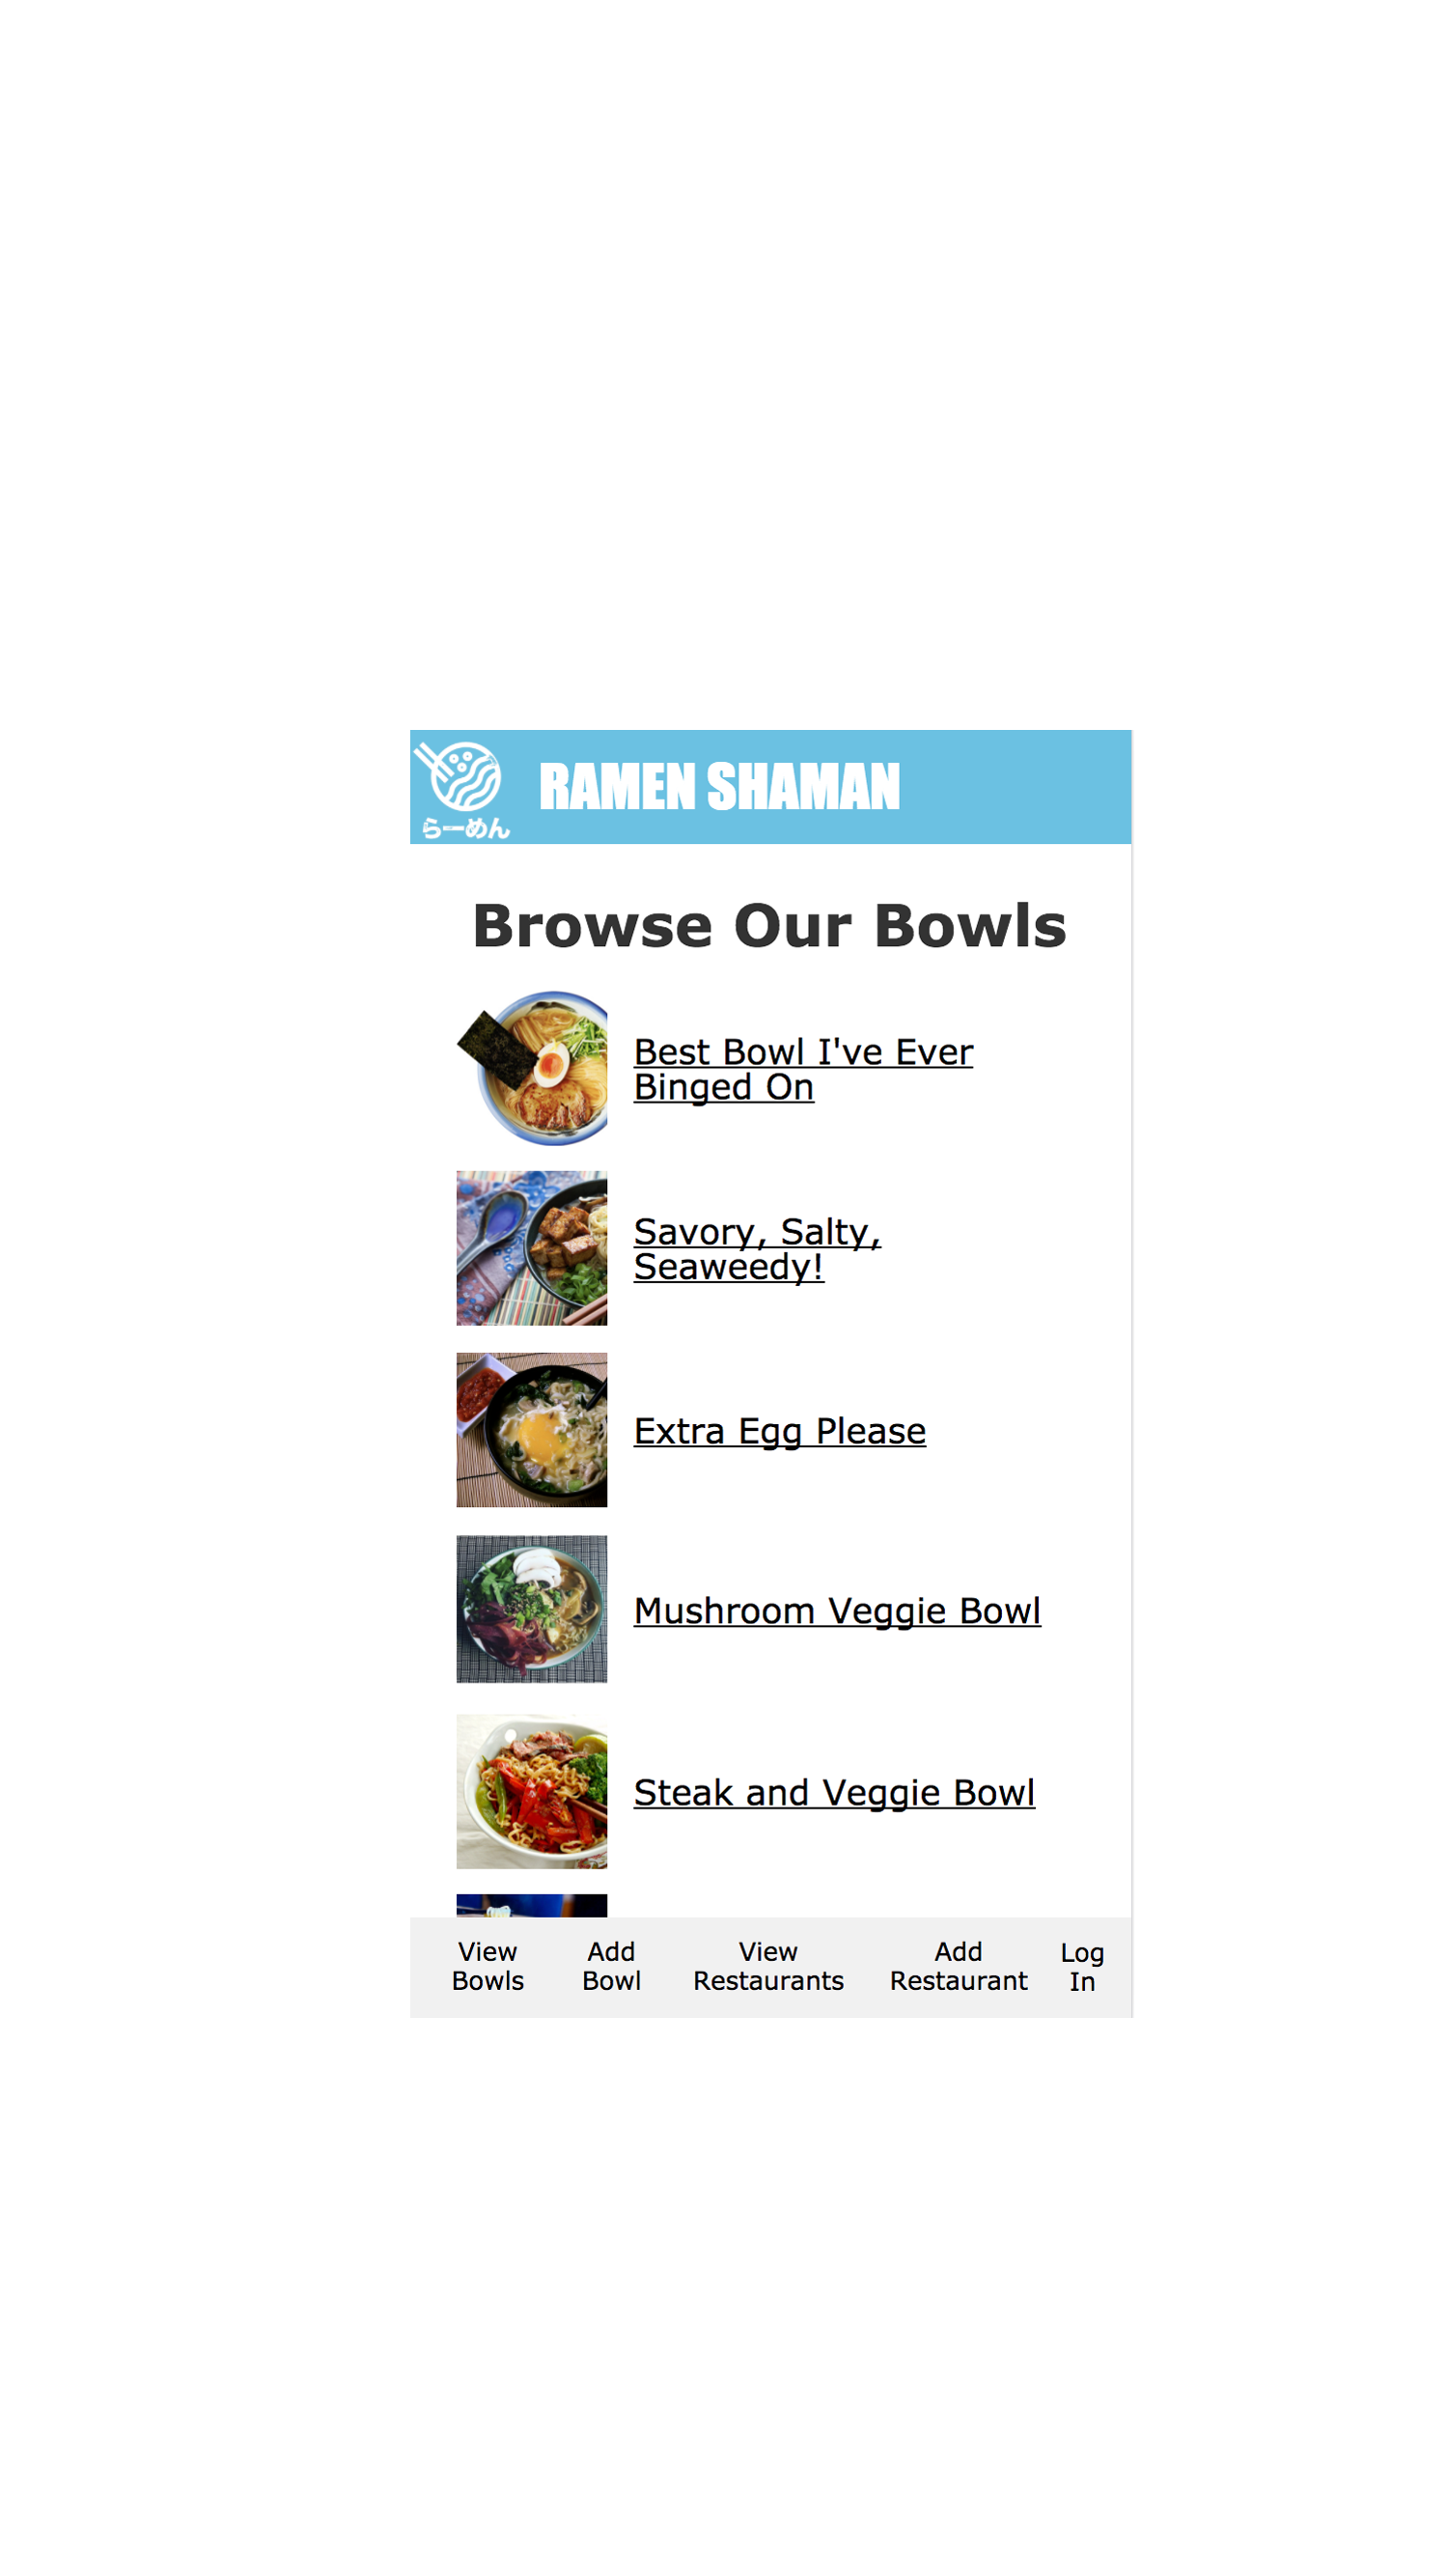 らーめん
RAMEN SHAMAN
Browse Our Bowls
Best Bowl I've Ever
Binged On
Savory, Salty,
Seaweedy!
Extra Egg Please
Mushroom Veggie Bowl
Steak and Veggie Bowl
View
Bowls
Add
Bowl
View
Restaurants
Add
Restaurant
Log
In